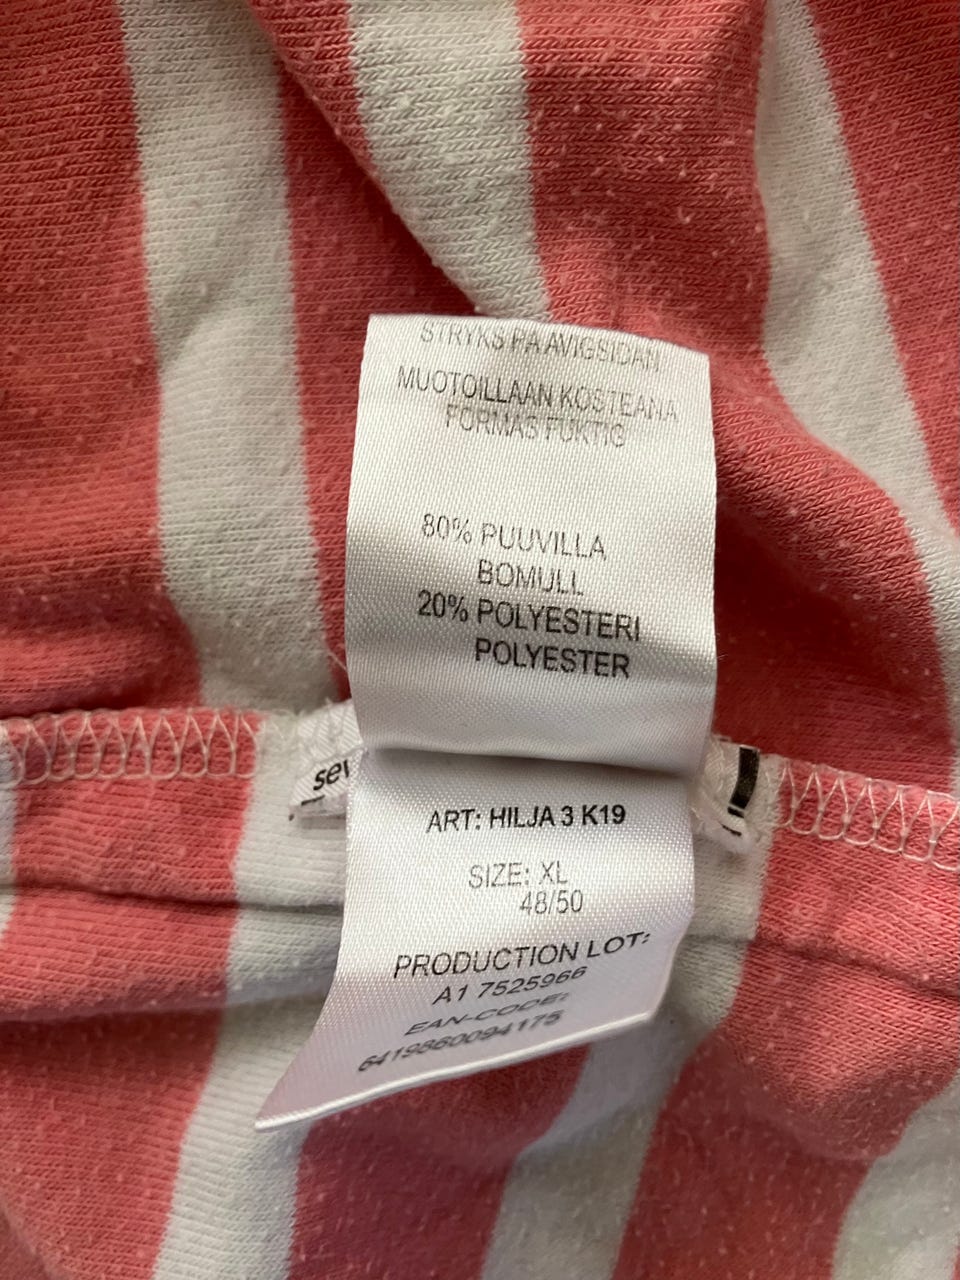 STRYKS PÅ AVIGSIDAN
MUOTOILLAAN KOSTEANA
FORMAS FUKTIG
80% PUUVILLA
BOMULL
20% POLYESTERI
POLYESTER
sev
ART: HILJA 3 K19
SIZE: XL
48/50
PRODUCTION LOT:
A1 7525966
EAN-CODE:
6419860094175